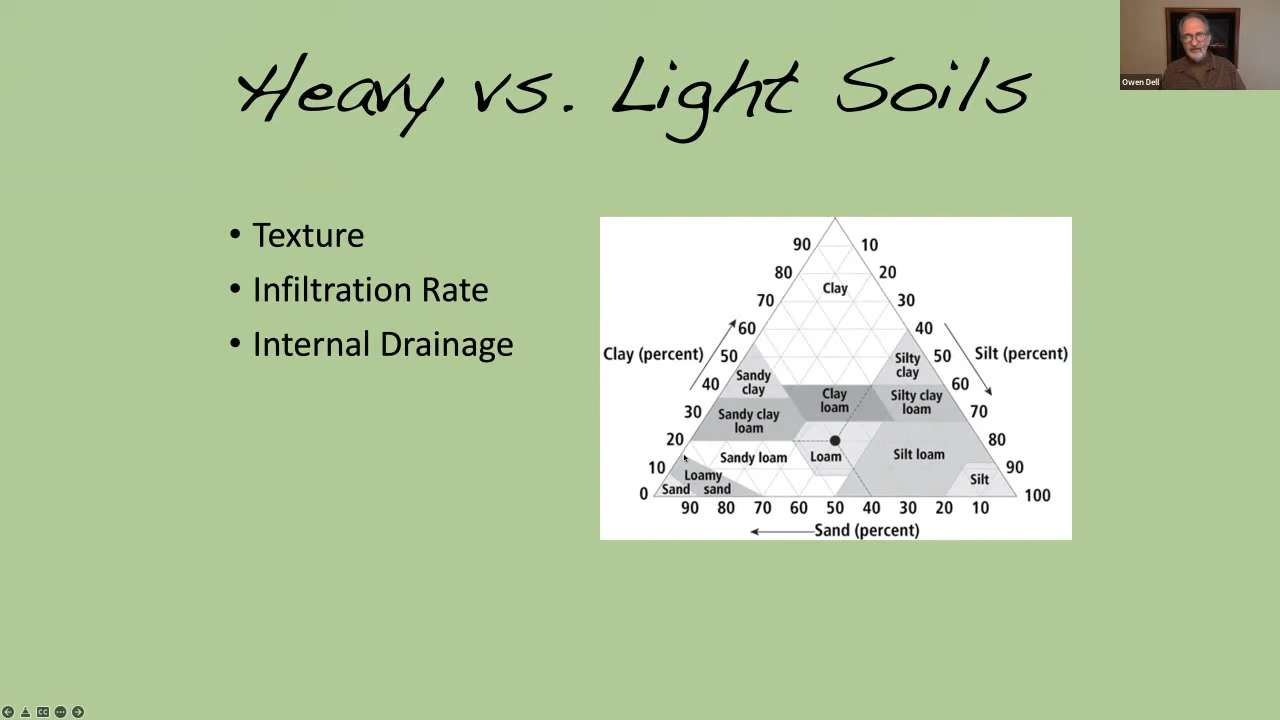 Heavy vs. Light Soils
Owen Dell
• Texture
• Infiltration Rate
• Internal Drainage
90 10
80 20
Clay
70 30
60 40
Clay (percent) 50 Silty clay 50 Silt (percent)
40 Sandy clay 60
Clay loam Silty clay loam
30 Sandy clay loam 70
20 80
Sandy loam Loam Silt loam
10 90
Loamy sand
Sand Silt
0 100
90 80 70 60 50 40 30 20 10
Sand (percent)
CC